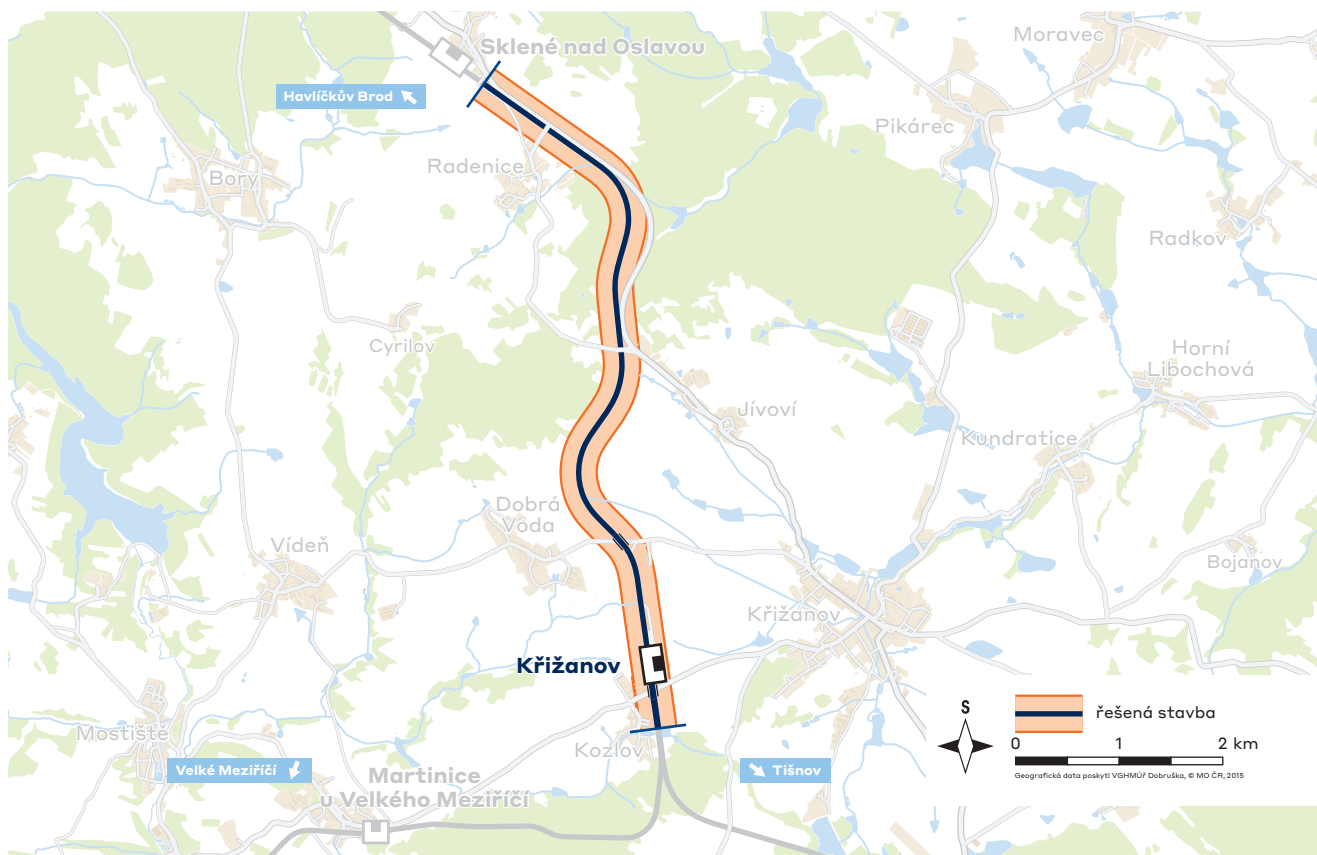 Sklené nad Oslavou
Moravec
Havlíčkův Brod
Pikárec
Radenice
Bory
Radkov
Cyrilov
Horní
Libochová
Jívoví
Kundratice
Dobrá
Voda
Vídeň
Bojanov
Křižanov
Křižanov
Mostiště
Kozlov
Velké Meziříčí
Tišnov
Martinice
u Velkého Meziříčí
S
řešená stavba
0 1 2 km
Geografická data poskytl VGHMÚř Dobruška, © MO ČR, 2015